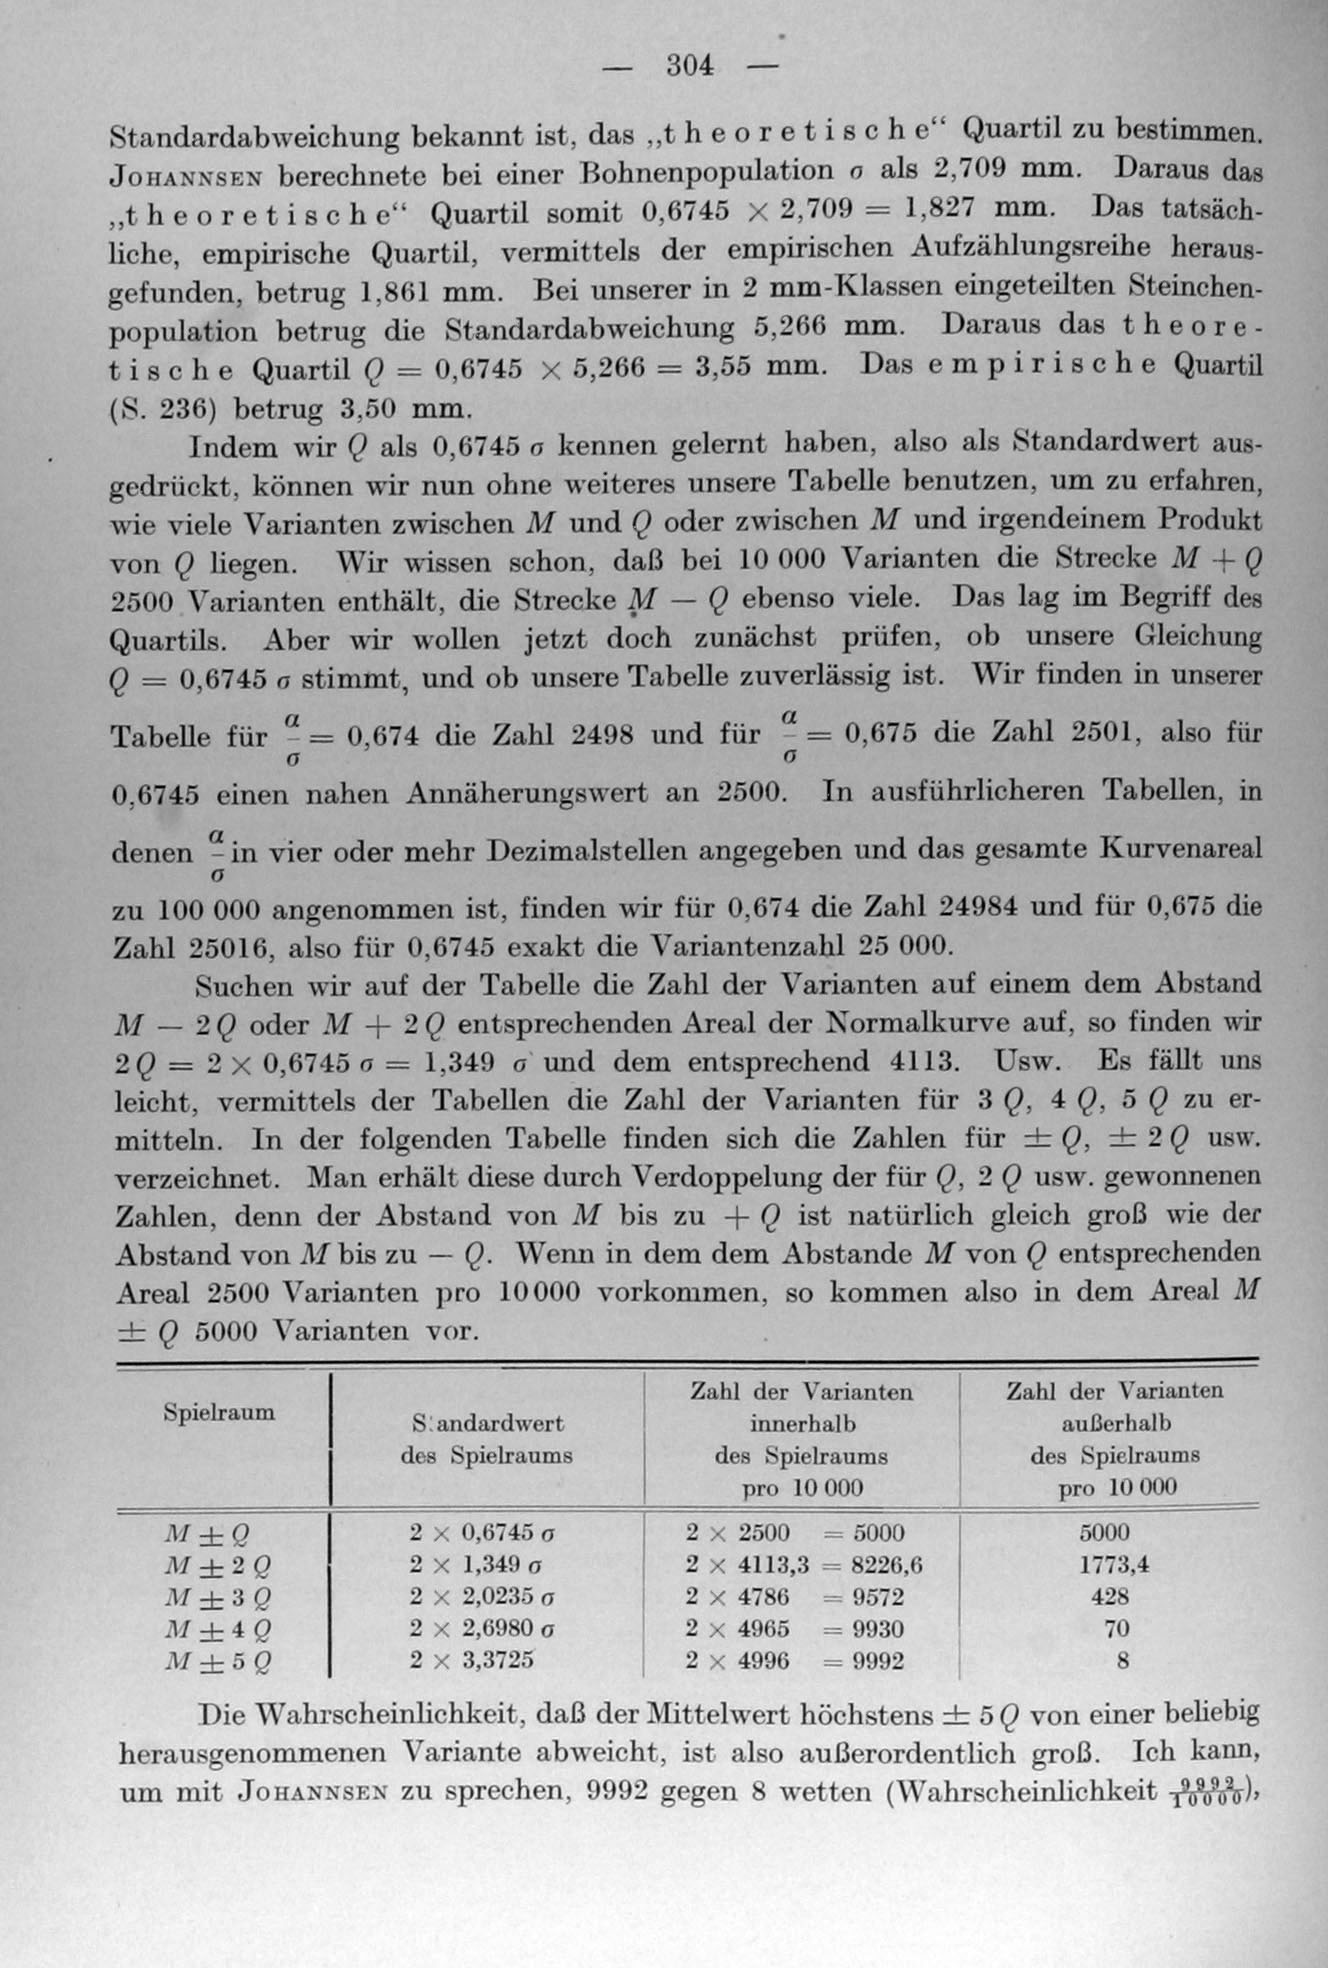 — 304 —
Standardabweichung bekannt ist, das „theoretische“ Quartil zu bestimmen.
JOHANNSEN berechnete bei einer Bohnenpopulation σ als 2,709 mm. Daraus das
„theoretische“ Quartil somit 0,6745 × 2,709 = 1,827 mm. Das tatsäch-
liche, empirische Quartil, vermittels der empirischen Aufzählungsreihe heraus-
gefunden, betrug 1,861 mm. Bei unserer in 2 mm-Klassen eingeteilten Steinchen-
population betrug die Standardabweichung 5,266 mm. Daraus das theore-
tische Quartil Q = 0,6745 × 5,266 = 3,55 mm. Das empirische Quartil
(S. 236) betrug 3,50 mm.
Indem wir Q als 0,6745 σ kennen gelernt haben, also als Standardwert aus-
gedrückt, können wir nun ohne weiteres unsere Tabelle benutzen, um zu erfahren,
wie viele Varianten zwischen M und Q oder zwischen M und irgendeinem Produkt
von Q liegen. Wir wissen schon, daß bei 10 000 Varianten die Strecke M + Q
2500 Varianten enthält, die Strecke M — Q ebenso viele. Das lag im Begriff des
Quartils. Aber wir wollen jetzt doch zunächst prüfen, ob unsere Gleichung
Q = 0,6745 σ stimmt, und ob unsere Tabelle zuverlässig ist. Wir finden in unserer
Tabelle für α/σ = 0,674 die Zahl 2498 und für α/σ = 0,675 die Zahl 2501, also für
0,6745 einen nahen Annäherungswert an 2500. In ausführlicheren Tabellen, in
denen α/σ in vier oder mehr Dezimalstellen angegeben und das gesamte Kurvenareal
zu 100 000 angenommen ist, finden wir für 0,674 die Zahl 24984 und für 0,675 die
Zahl 25016, also für 0,6745 exakt die Variantenzahl 25 000.
Suchen wir auf der Tabelle die Zahl der Varianten auf einem dem Abstand
M — 2 Q oder M + 2 Q entsprechenden Areal der Normalkurve auf, so finden wir
2 Q = 2 × 0,6745 σ = 1,349 σ und dem entsprechend 4113. Usw. Es fällt uns
leicht, vermittels der Tabellen die Zahl der Varianten für 3 Q, 4 Q, 5 Q zu er-
mitteln. In der folgenden Tabelle finden sich die Zahlen für ± Q, ± 2 Q usw.
verzeichnet. Man erhält diese durch Verdoppelung der für Q, 2 Q usw. gewonnenen
Zahlen, denn der Abstand von M bis zu + Q ist natürlich gleich groß wie der
Abstand von M bis zu — Q. Wenn in dem dem Abstande M von Q entsprechenden
Areal 2500 Varianten pro 10000 vorkommen, so kommen also in dem Areal M
± Q 5000 Varianten vor.
Spielraum
Standardwert
des Spielraums
Zahl der Varianten
innerhalb
des Spielraums
pro 10 000
Zahl der Varianten
außerhalb
des Spielraums
pro 10 000
M ± Q 2 × 0,6745 σ 2 × 2500 = 5000 5000
M ± 2 Q 2 × 1,349 σ 2 × 4113,3 = 8226,6 1773,4
M ± 3 Q 2 × 2,0235 σ 2 × 4786 = 9572 428
M ± 4 Q 2 × 2,6980 σ 2 × 4965 = 9930 70
M ± 5 Q 2 × 3,3725 2 × 4996 = 9992 8
Die Wahrscheinlichkeit, daß der Mittelwert höchstens ± 5 Q von einer beliebig
herausgenommenen Variante abweicht, ist also außerordentlich groß. Ich kann,
um mit JOHANNSEN zu sprechen, 9992 gegen 8 wetten (Wahrscheinlichkeit 9992/10000),